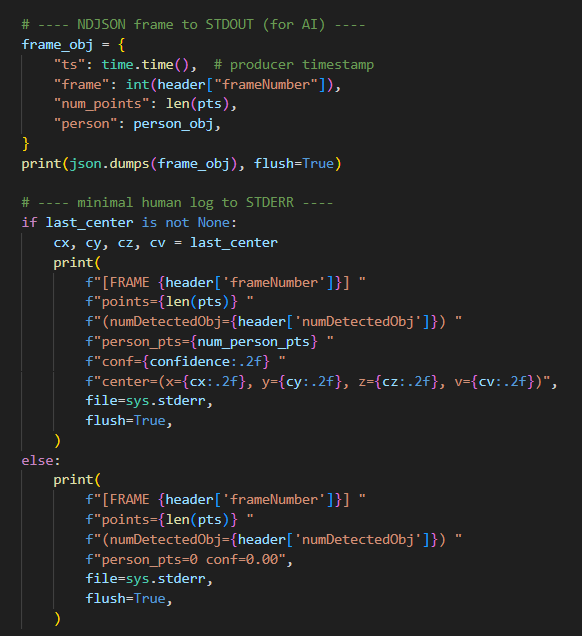 # ---- NDJSON frame to STDOUT (for AI) ----
frame_obj = {
    "ts": time.time(),  # producer timestamp
    "frame": int(header["frameNumber"]),
    "num_points": len(pts),
    "person": person_obj,
}
print(json.dumps(frame_obj), flush=True)

# ---- minimal human log to STDERR ----
if last_center is not None:
    cx, cy, cz, cv = last_center
    print(
        f"[FRAME {header['frameNumber']}] "
        f"points={len(pts)} "
        f"(numDetectedObj={header['numDetectedObj']}) "
        f"person_pts={num_person_pts} "
        f"conf={confidence:.2f} "
        f"center=(x={cx:.2f}, y={cy:.2f}, z={cz:.2f}, v={cv:.2f})",
        file=sys.stderr,
        flush=True,
    )
else:
    print(
        f"[FRAME {header['frameNumber']}] "
        f"points={len(pts)} "
        f"(numDetectedObj={header['numDetectedObj']}) "
        f"person_pts=0 conf=0.00",
        file=sys.stderr,
        flush=True,
    )